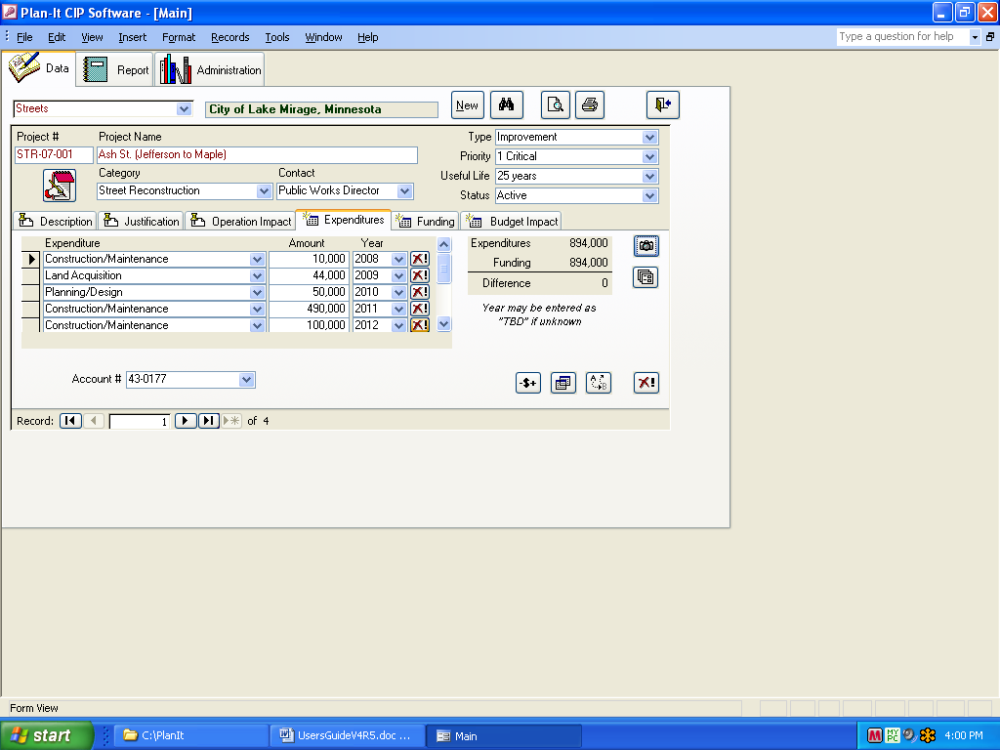 Plan-It CIP Software - [Main]
File Edit View Insert Format Records Tools Window Help Type a question for help
Data Report Administration
Streets City of Lake Mirage, Minnesota New
Project # Project Name Type Improvement
STR-07-001 Ash St. (Jefferson to Maple) Priority 1 Critical
Category Contact Useful Life 25 years
Street Reconstruction Public Works Director Status Active
Description Justification Operation Impact Expenditures Funding Budget Impact
Expenditure Amount Year Expenditures 894,000
Construction/Maintenance 10,000 2008 X! Funding 894,000
Land Acquisition 44,000 2009 X! Difference 0
Planning/Design 50,000 2010 X!
Construction/Maintenance 490,000 2011 X! Year may be entered as
Construction/Maintenance 100,000 2012 X! "TBD" if unknown
Account # 43-0177 -$+ A B X!
Record: 1 of 4
Form View
start C:\PlanIt UsersGuideV4R5.doc ... Main M MY PC 4:00 PM